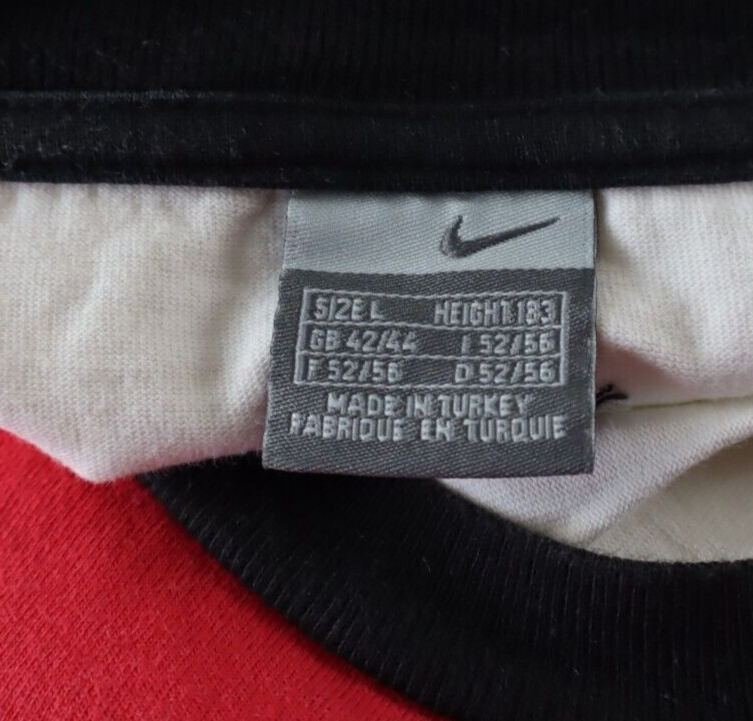 SIZE L HEIGHT 183
GB 42/44 I 52/56
F 52/56 D 52/56
MADE IN TURKEY
FABRIQUE EN TURQUIE